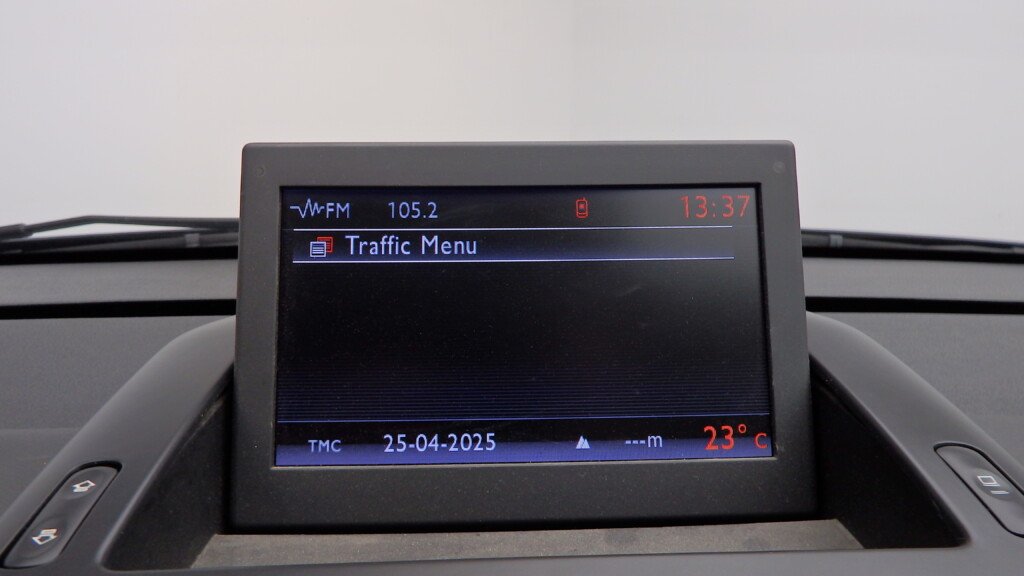 FM 105.2 13:37
Traffic Menu
TMC 25-04-2025 ---m 23° C